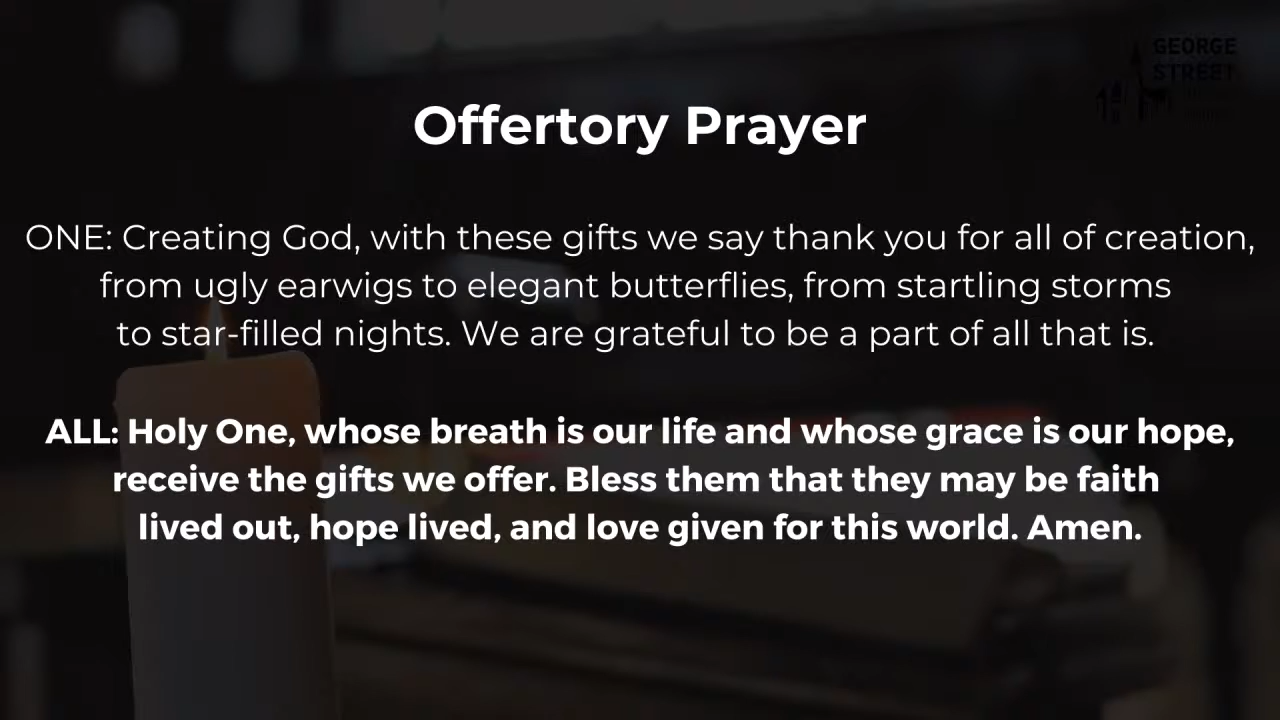 GEORGE
STREET
Offertory Prayer
ONE: Creating God, with these gifts we say thank you for all of creation,
from ugly earwigs to elegant butterflies, from startling storms
to star-filled nights. We are grateful to be a part of all that is.
ALL: Holy One, whose breath is our life and whose grace is our hope,
receive the gifts we offer. Bless them that they may be faith
lived out, hope lived, and love given for this world. Amen.